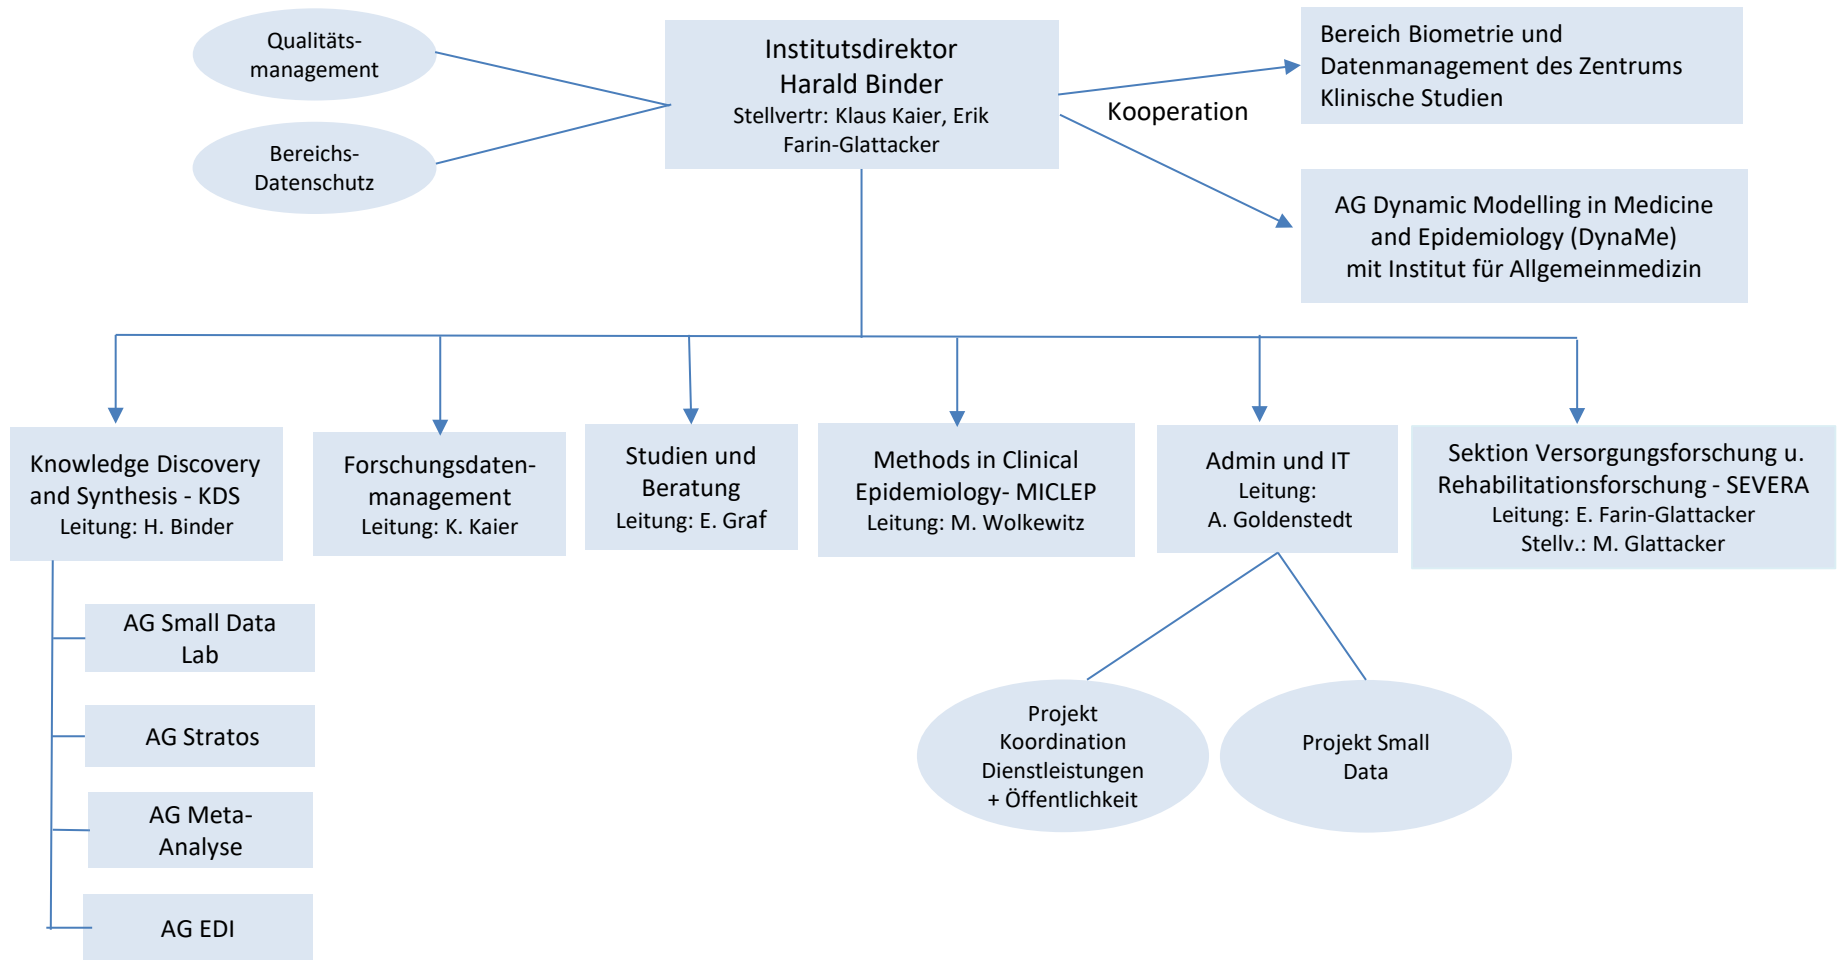 Qualitäts-
management
Bereichs-
Datenschutz
Institutsdirektor
Harald Binder
Stellvertr: Klaus Kaier, Erik
Farin-Glattacker
Kooperation
Bereich Biometrie und
Datenmanagement des Zentrums
Klinische Studien
AG Dynamic Modelling in Medicine
and Epidemiology (DynaMe)
mit Institut für Allgemeinmedizin
Knowledge Discovery
and Synthesis - KDS
Leitung: H. Binder
Forschungsdaten-
management
Leitung: K. Kaier
Studien und
Beratung
Leitung: E. Graf
Methods in Clinical
Epidemiology- MICLEP
Leitung: M. Wolkewitz
Admin und IT
Leitung:
A. Goldenstedt
Sektion Versorgungsforschung u.
Rehabilitationsforschung - SEVERA
Leitung: E. Farin-Glattacker
Stellv.: M. Glattacker
AG Small Data
Lab
AG Stratos
AG Meta-
Analyse
AG EDI
Projekt
Koordination
Dienstleistungen
+ Öffentlichkeit
Projekt Small
Data